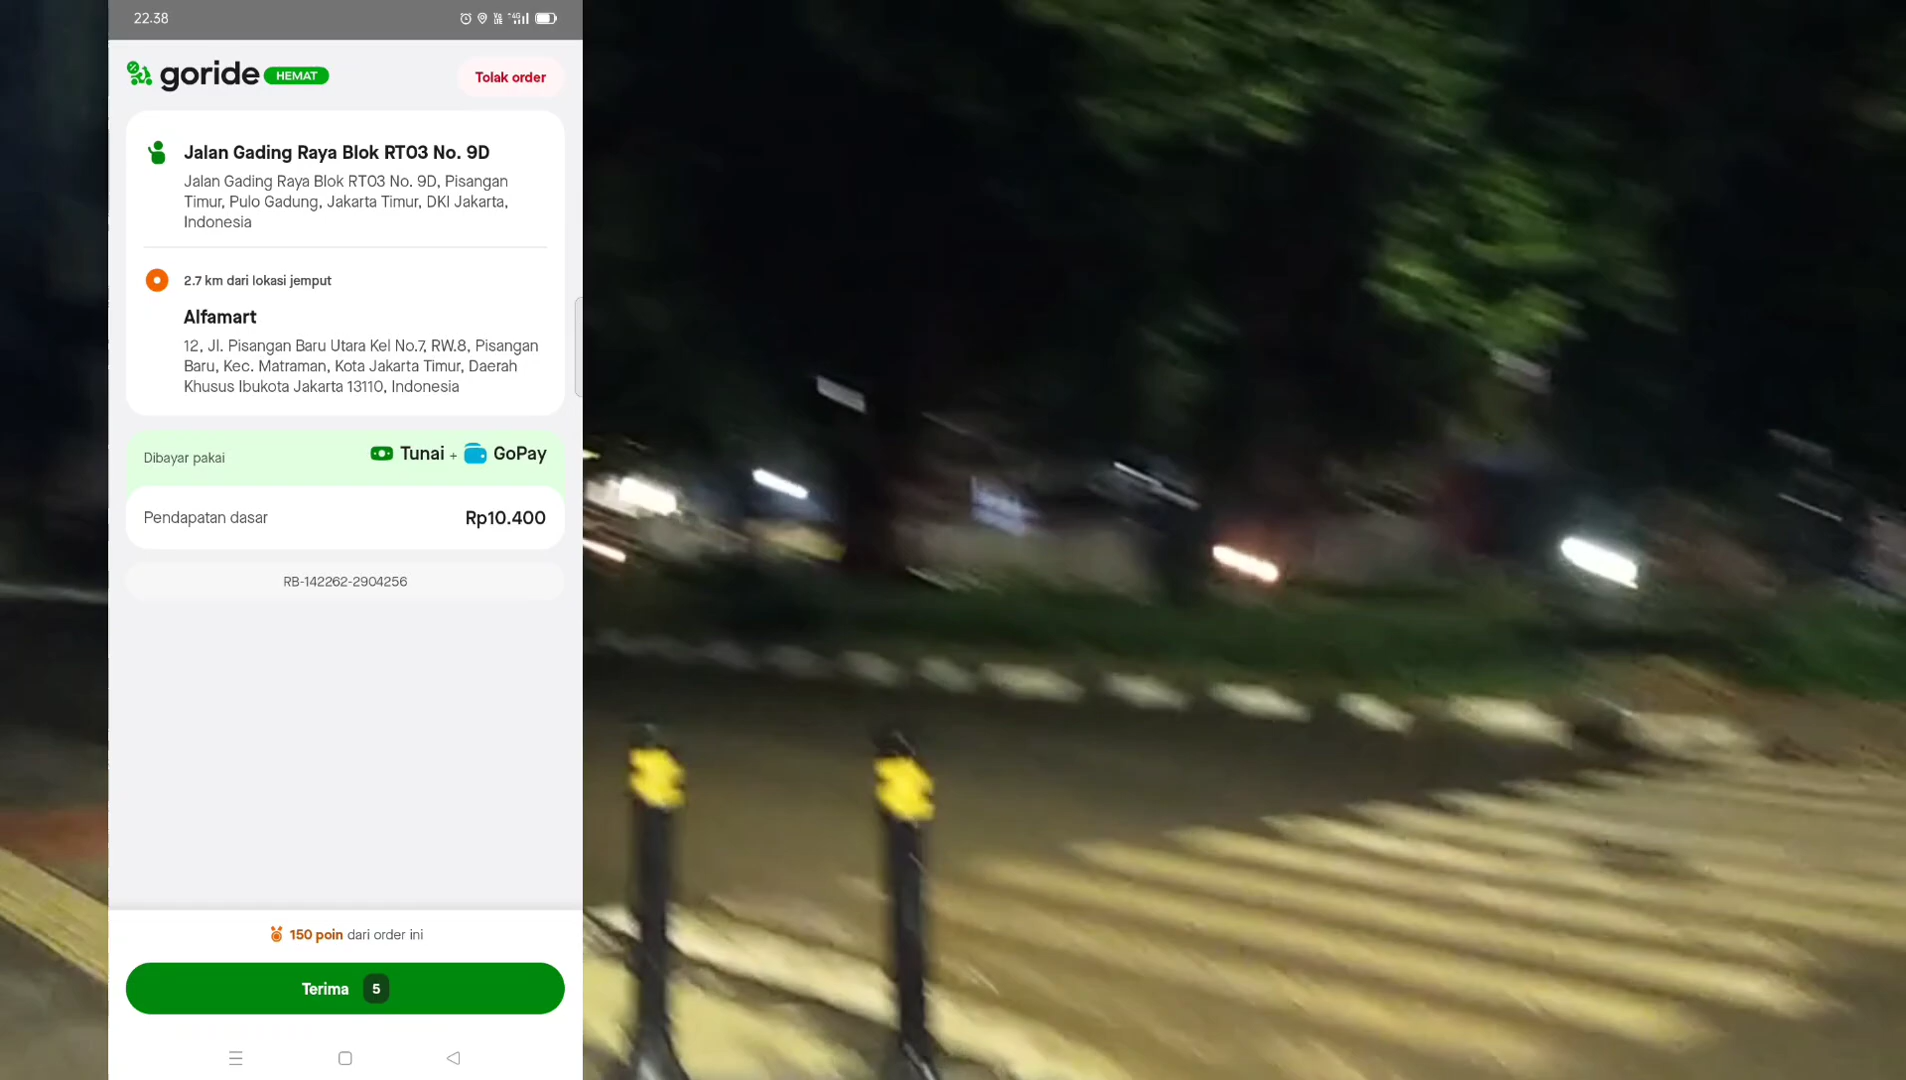 22.38
goride HEMAT
Tolak order
Jalan Gading Raya Blok RT03 No. 9D
Jalan Gading Raya Blok RT03 No. 9D, Pisangan
Timur, Pulo Gadung, Jakarta Timur, DKI Jakarta,
Indonesia
2.7 km dari lokasi jemput
Alfamart
12, Jl. Pisangan Baru Utara Kel No.7, RW.8, Pisangan
Baru, Kec. Matraman, Kota Jakarta Timur, Daerah
Khusus Ibukota Jakarta 13110, Indonesia
Dibayar pakai Tunai + GoPay
Pendapatan dasar Rp10.400
RB-142262-2904256
150 poin dari order ini
Terima 5